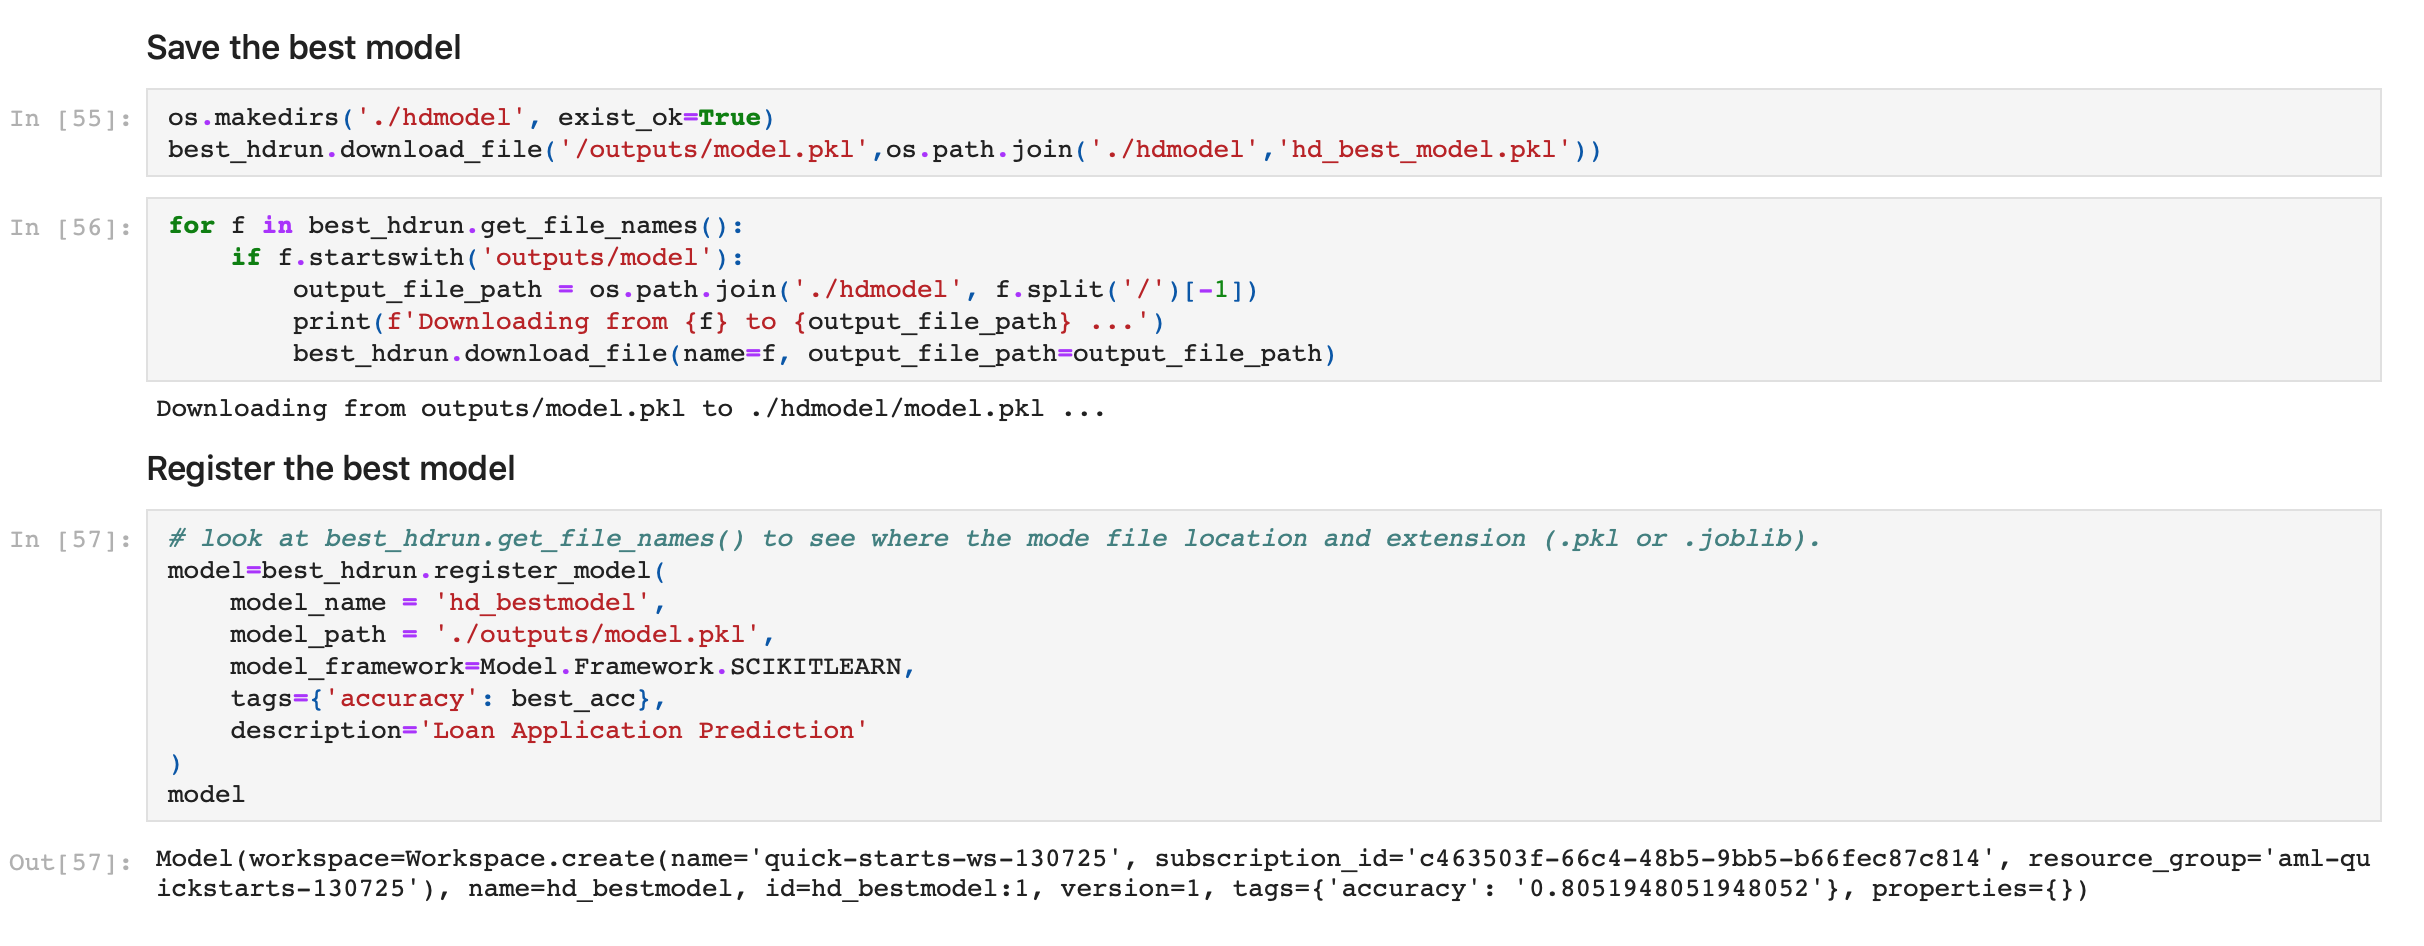 Save the best model
In [55]:
os.makedirs('./hdmodel', exist_ok=True)
best_hdrun.download_file('/outputs/model.pkl',os.path.join('./hdmodel','hd_best_model.pkl'))
In [56]:
for f in best_hdrun.get_file_names():
    if f.startswith('outputs/model'):
        output_file_path = os.path.join('./hdmodel', f.split('/')[-1])
        print(f'Downloading from {f} to {output_file_path} ...')
        best_hdrun.download_file(name=f, output_file_path=output_file_path)
Downloading from outputs/model.pkl to ./hdmodel/model.pkl ...
Register the best model
In [57]:
# look at best_hdrun.get_file_names() to see where the mode file location and extension (.pkl or .joblib).
model=best_hdrun.register_model(
    model_name = 'hd_bestmodel',
    model_path = './outputs/model.pkl',
    model_framework=Model.Framework.SCIKITLEARN,
    tags={'accuracy': best_acc},
    description='Loan Application Prediction'
)
model
Out[57]:
Model(workspace=Workspace.create(name='quick-starts-ws-130725', subscription_id='c463503f-66c4-48b5-9bb5-b66fec87c814', resource_group='aml-qu
ickstarts-130725'), name=hd_bestmodel, id=hd_bestmodel:1, version=1, tags={'accuracy': '0.8051948051948052'}, properties={})